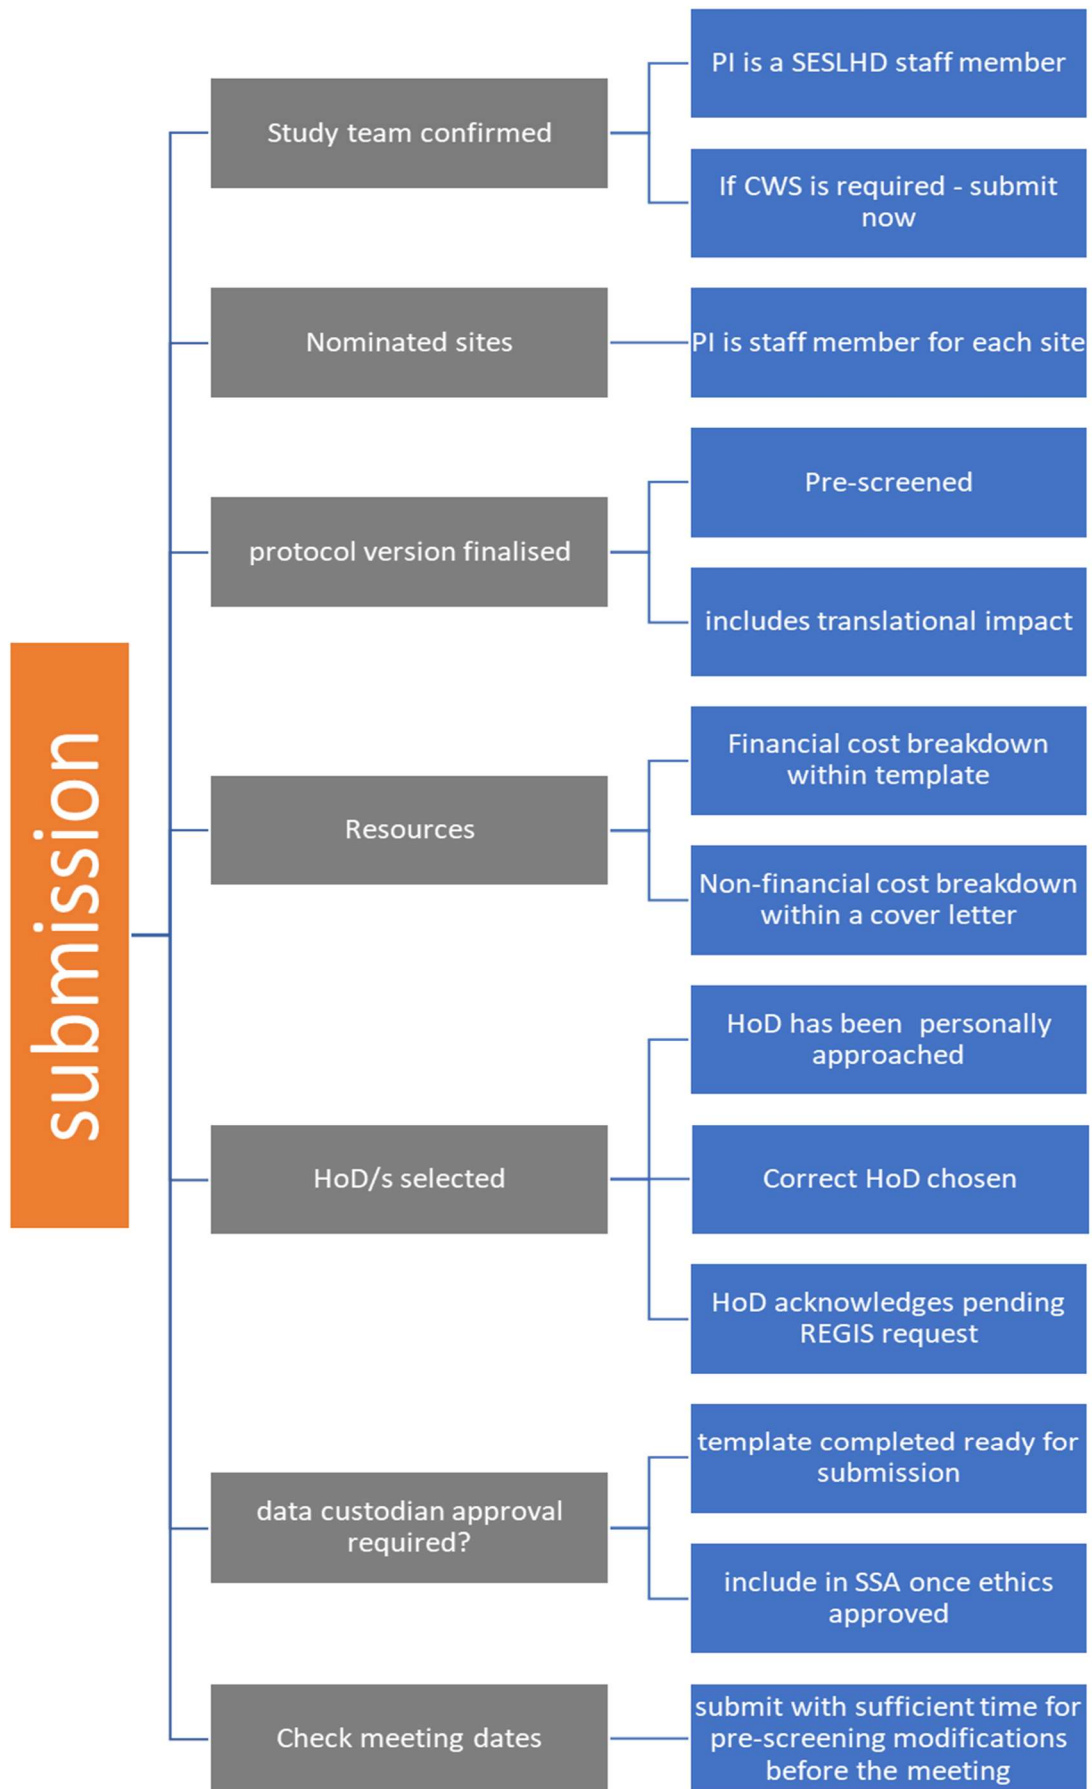 submission
Study team confirmed
PI is a SESLHD staff member
If CWS is required - submit
now
Nominated sites
PI is staff member for each site
protocol version finalised
Pre-screened
includes translational impact
Resources
Financial cost breakdown
within template
Non-financial cost breakdown
within a cover letter
HoD/s selected
HoD has been  personally
approached
Correct HoD chosen
HoD acknowledges pending
REGIS request
data custodian approval
required?
template completed ready for
submission
include in SSA once ethics
approved
Check meeting dates
submit with sufficient time for
pre-screening modifications
before the meeting